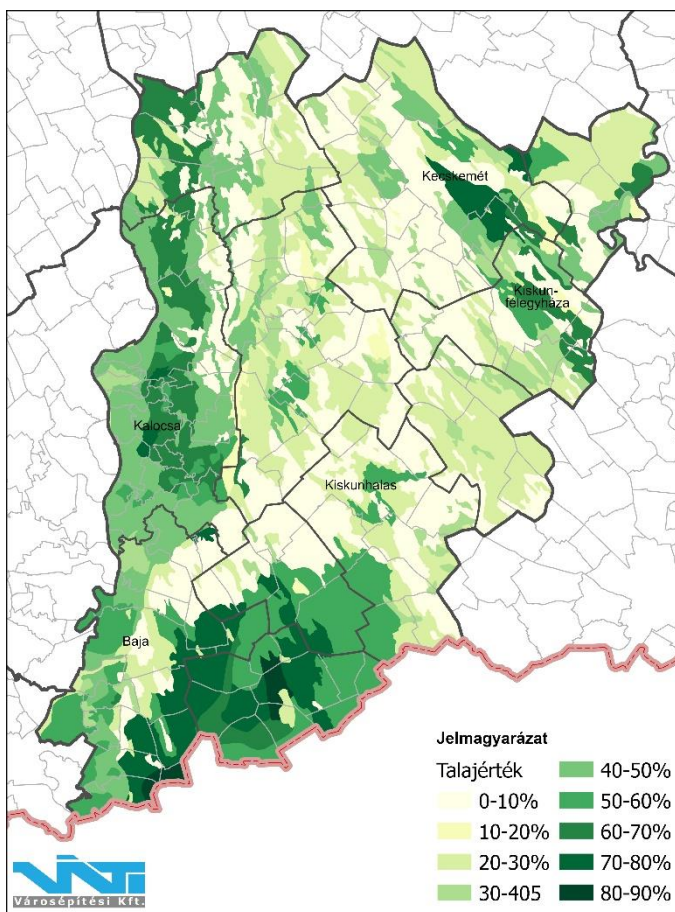 Kecskemét
Kiskun-
félegyháza
Kalocsa
Kiskunhalas
Baja
Jelmagyarázat
Talajérték
0-10%
10-20%
20-30%
30-405
40-50%
50-60%
60-70%
70-80%
80-90%
VÁTI
Városépítési Kft.